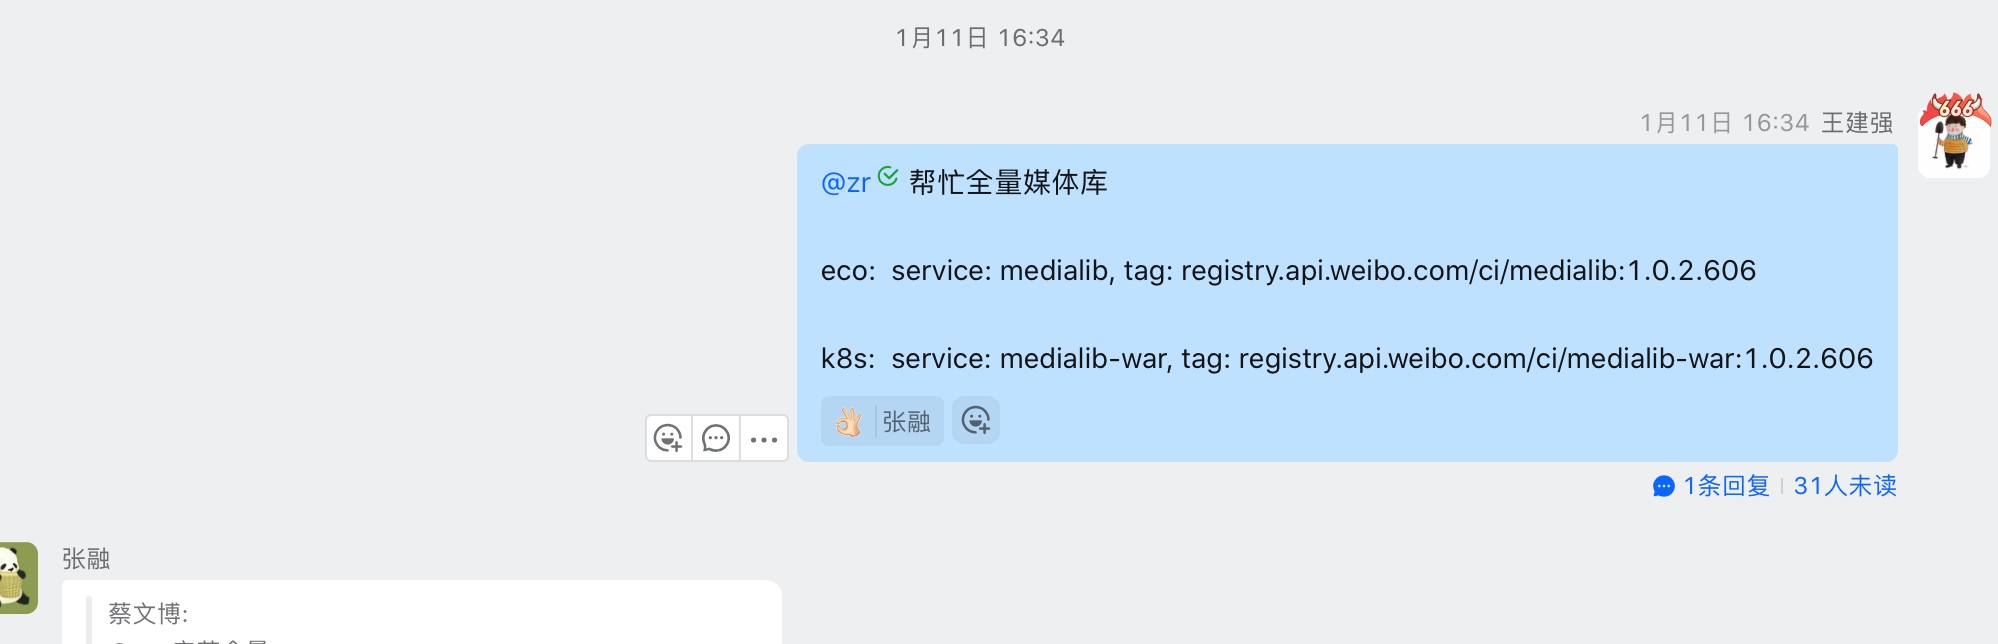 1月11日 16:34
1月11日 16:34 王建强
666
@zr 帮忙全量媒体库
eco:  service: medialib, tag: registry.api.weibo.com/ci/medialib:1.0.2.606
k8s:  service: medialib-war, tag: registry.api.weibo.com/ci/medialib-war:1.0.2.606
张融
1条回复 31人未读
张融
蔡文博: